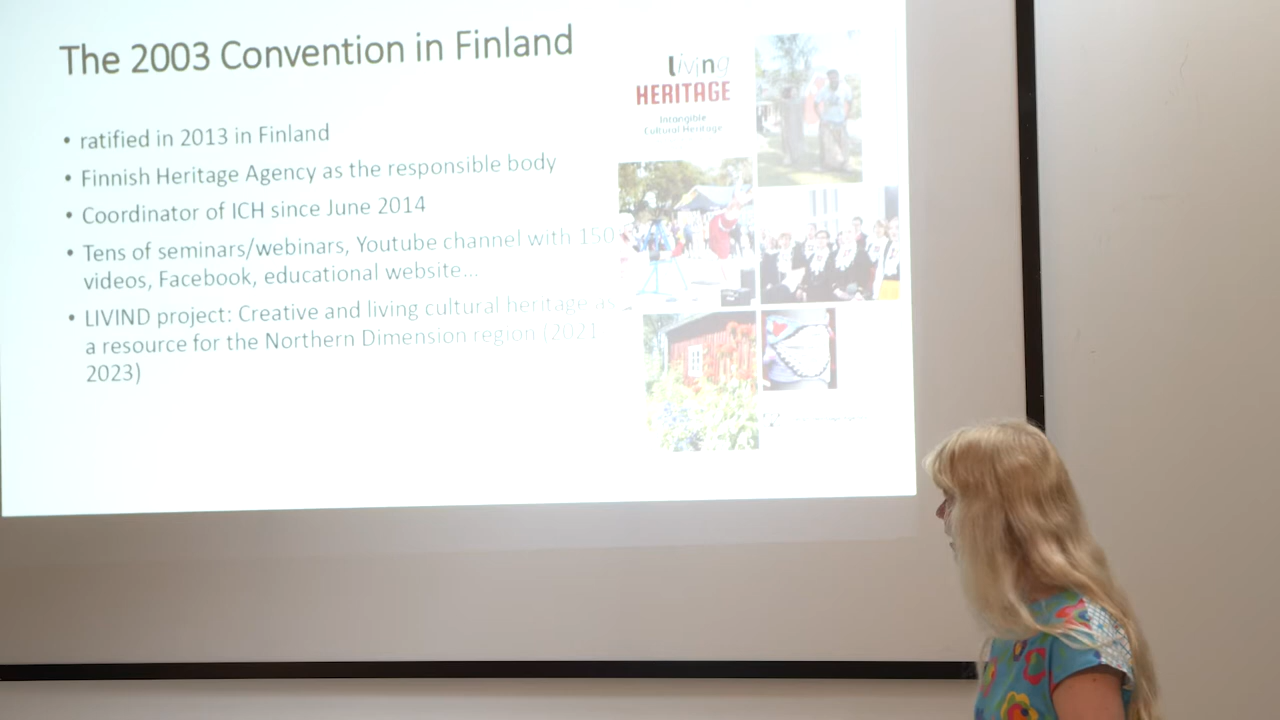 The 2003 Convention in Finland
• ratified in 2013 in Finland
• Finnish Heritage Agency as the responsible body
• Coordinator of ICH since June 2014
• Tens of seminars/webinars, Youtube channel with 150
videos, Facebook, educational website...
• LIVIND project: Creative and living cultural heritage as
a resource for the Northern Dimension region (2021
2023)
living
HERITAGE
Intangible
Cultural Heritage